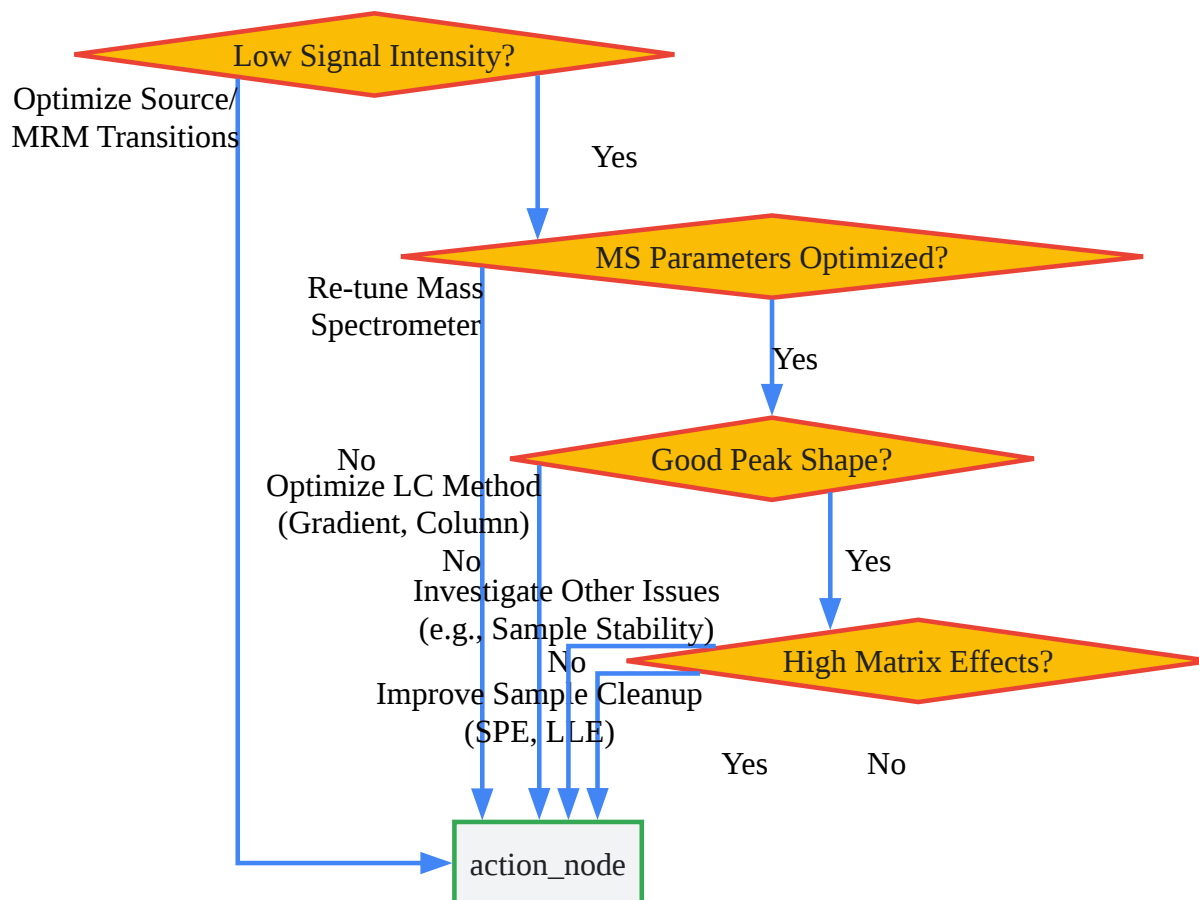 Low Signal Intensity?
Optimize Source/
MRM Transitions
Yes
MS Parameters Optimized?
Re-tune Mass
Spectrometer
Yes
Good Peak Shape?
No
Optimize LC Method
(Gradient, Column)
No
Yes
Investigate Other Issues
(e.g., Sample Stability)
No
High Matrix Effects?
Improve Sample Cleanup
(SPE, LLE)
Yes
No
action_node